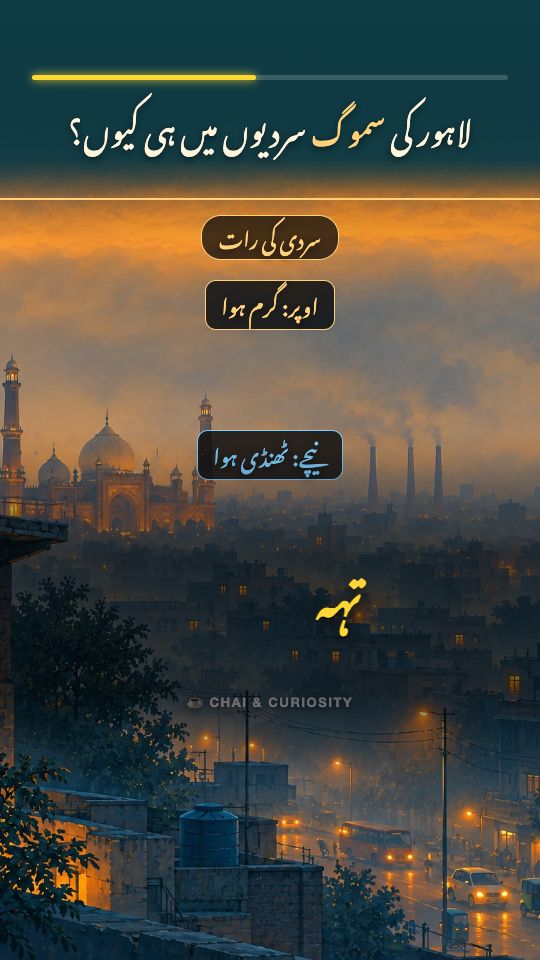 لاہور کی سموگ سردیوں میں ہی کیوں؟
سردی کی رات
اوپر: گرم ہوا
نیچے: ٹھنڈی ہوا
تہہ
CHAI & CURIOSITY